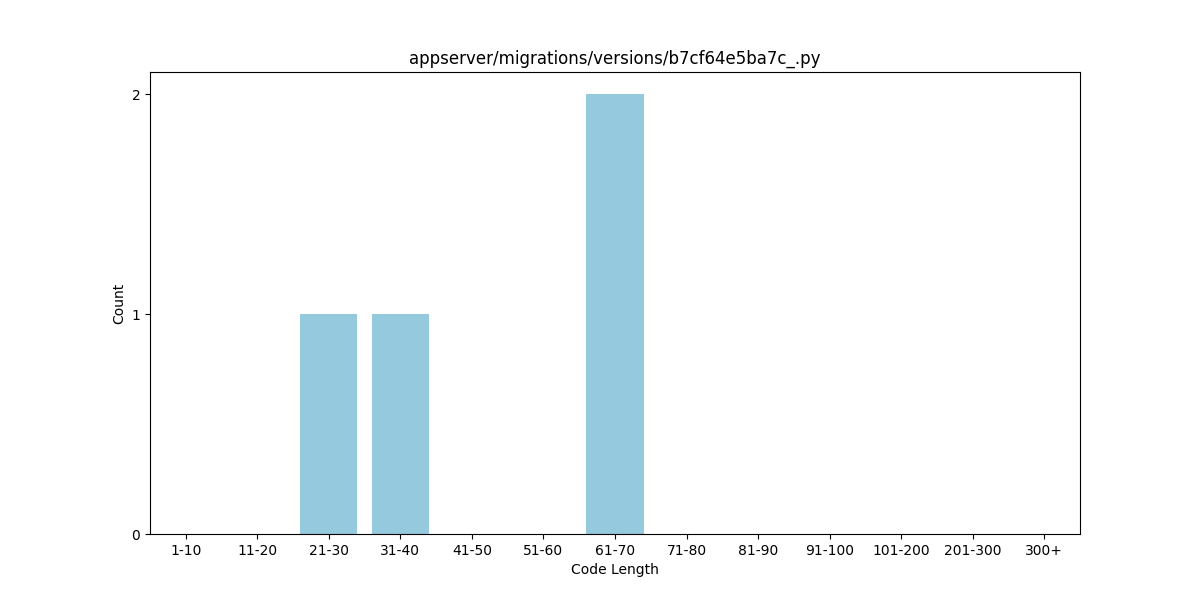 appserver/migrations/versions/b7cf64e5ba7c_.py
2
1
0
Count
1-10 11-20 21-30 31-40 41-50 51-60 61-70 71-80 81-90 91-100 101-200 201-300 300+
Code Length